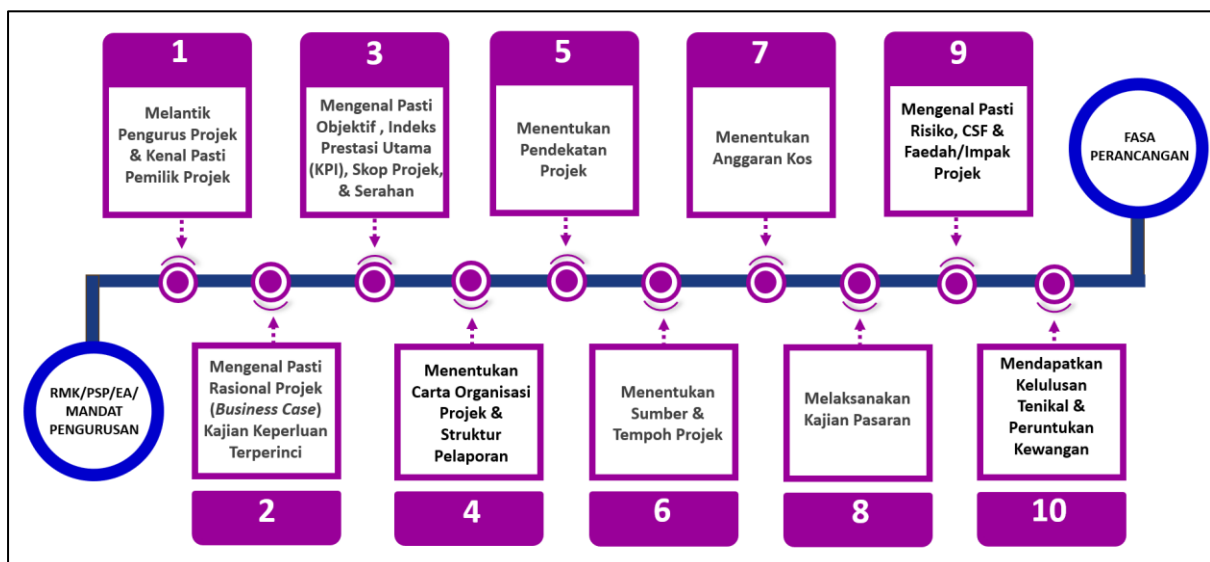 1
Melantik
Pengurus Projek
& Kenal Pasti
Pemilik Projek
3
Mengenal Pasti
Objektif , Indeks
Prestasi Utama
(KPI), Skop Projek,
& Serahan
5
Menentukan
Pendekatan
Projek
7
Menentukan
Anggaran Kos
9
Mengenal Pasti
Risiko, CSF &
Faedah/Impak
Projek
FASA
PERANCANGAN
RMK/PSP/EA/
MANDAT
PENGURUSAN
Mengenal Pasti
Rasional Projek
(Business Case)
Kajian Keperluan
Terperinci
2
Menentukan
Carta Organisasi
Projek &
Struktur
Pelaporan
4
Menentukan
Sumber &
Tempoh Projek
6
Melaksanakan
Kajian Pasaran
8
Mendapatkan
Kelulusan
Tenikal &
Peruntukan
Kewangan
10